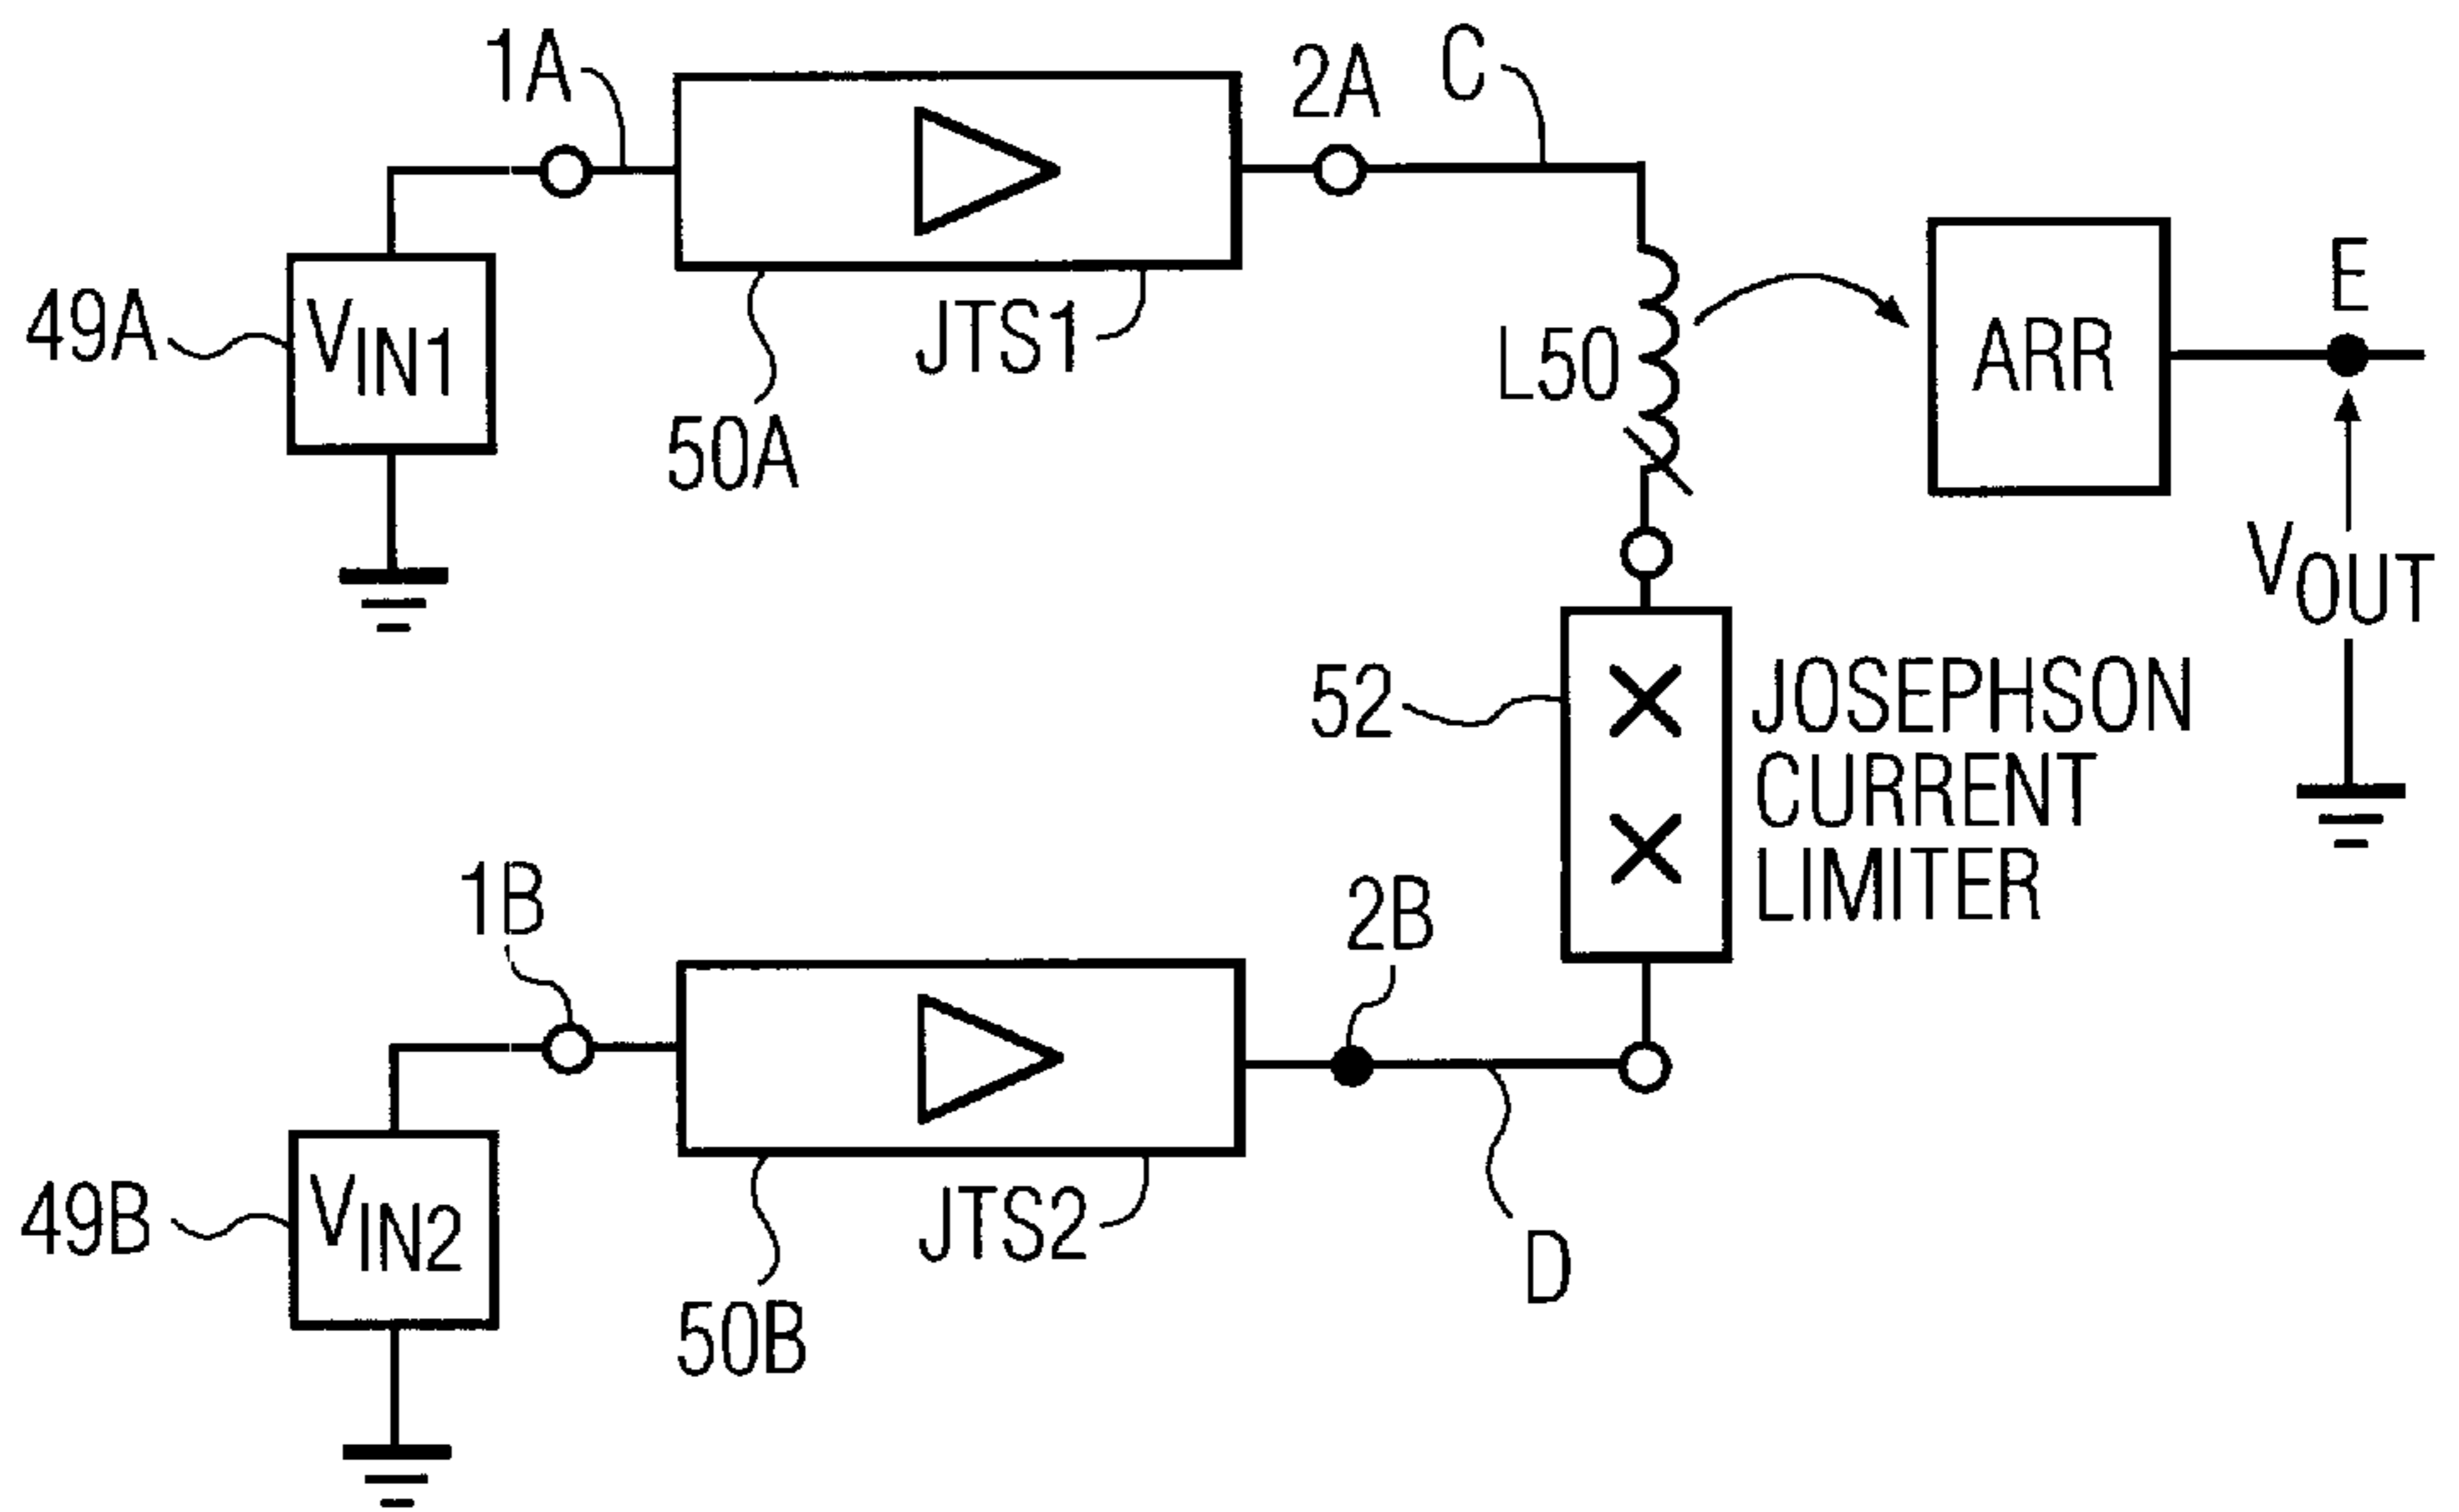 1A
2A
C
49A
VIN1
JTS1
50A
L50
ARR
E
VOUT
52
JOSEPHSON
CURRENT
LIMITER
1B
2B
49B
VIN2
JTS2
50B
D